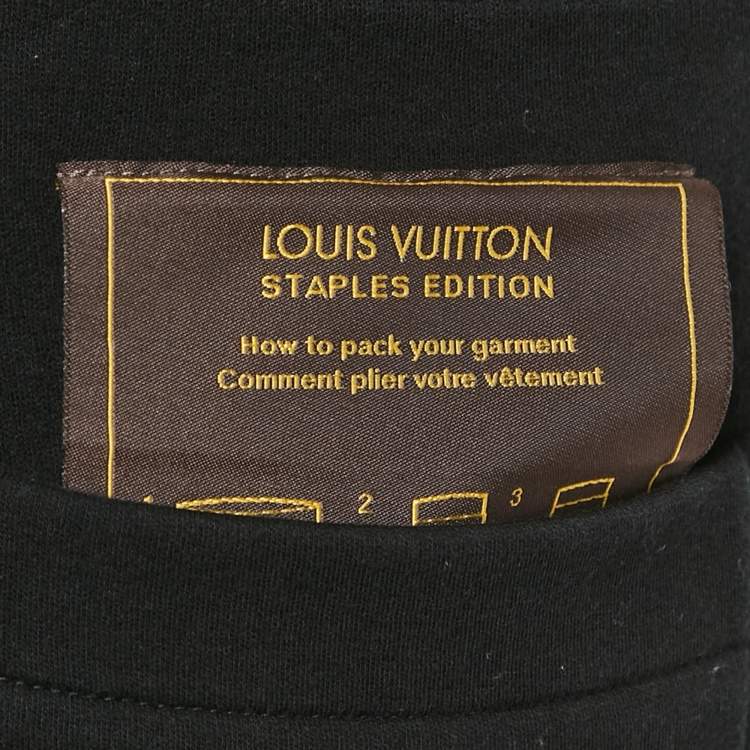 LOUIS VUITTON
STAPLES EDITION
How to pack your garment
Comment plier votre vêtement
1 2 3